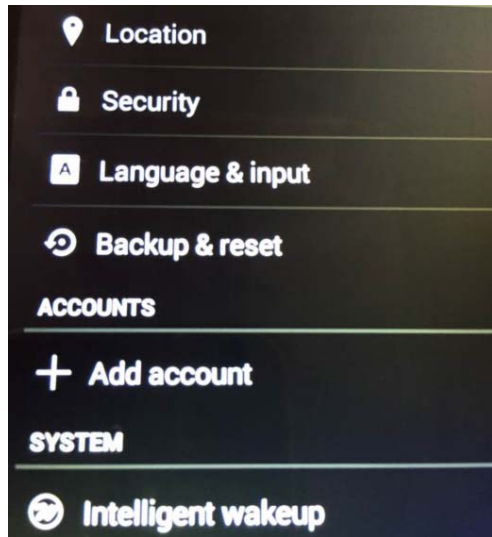 Location
Security
A Language & input
Backup & reset
ACCOUNTS
Add account
SYSTEM
Intelligent wakeup